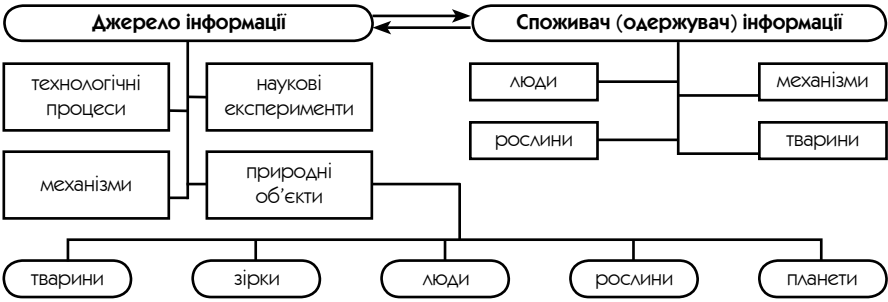 Джерело інформації
Споживач (одержувач) інформації
технологічні
процеси
наукові
експерименти
люди
механізми
рослини
тварини
механізми
природні
об’єкти
тварини
зірки
люди
рослини
планети